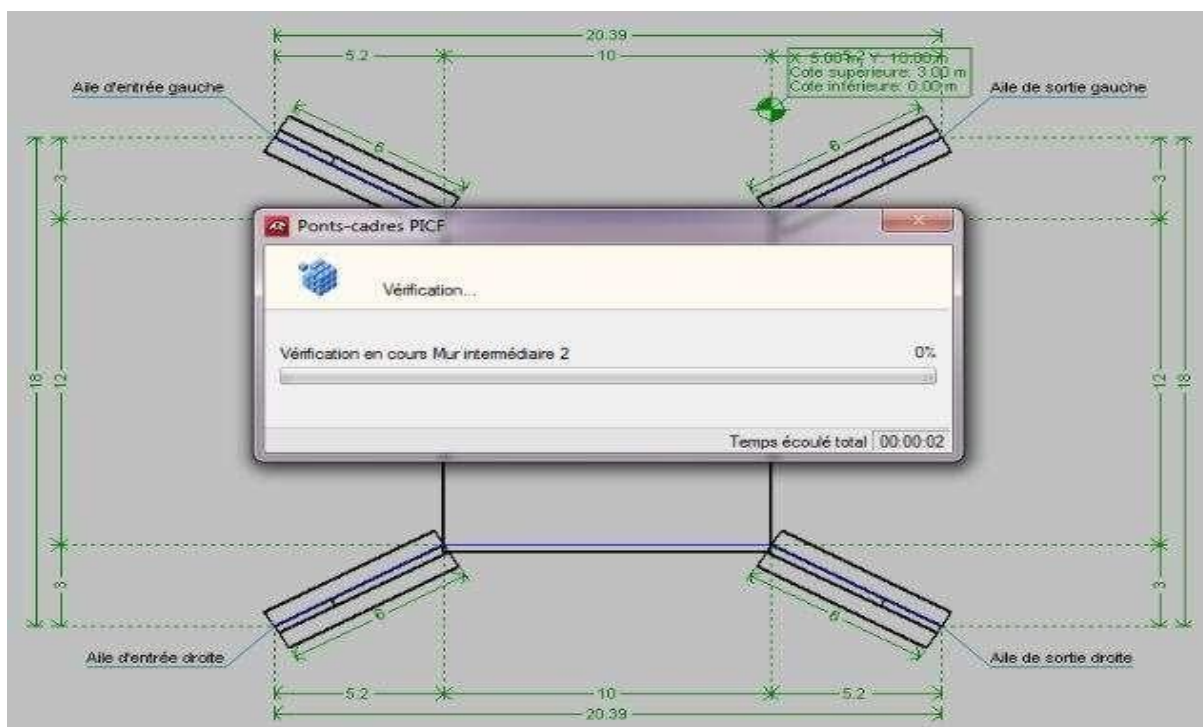 20.39
5.2 10 5.2
X: 5.00 m, Y: 10.00 m
Cote supérieure: 3.00 m
Cote intérieure: 0.00 m
Aile d'entrée gauche
Aile de sortie gauche
6 6
3 3
Ponts-cadres PICF
Vérification...
Vérification en cours Mur intermédiaire 2 0%
18 12 12 18
Temps écoulé total 00:00:02
3 3
6 6
Aile d'entrée droite
Aile de sortie droite
5.2 10 5.2
20.39